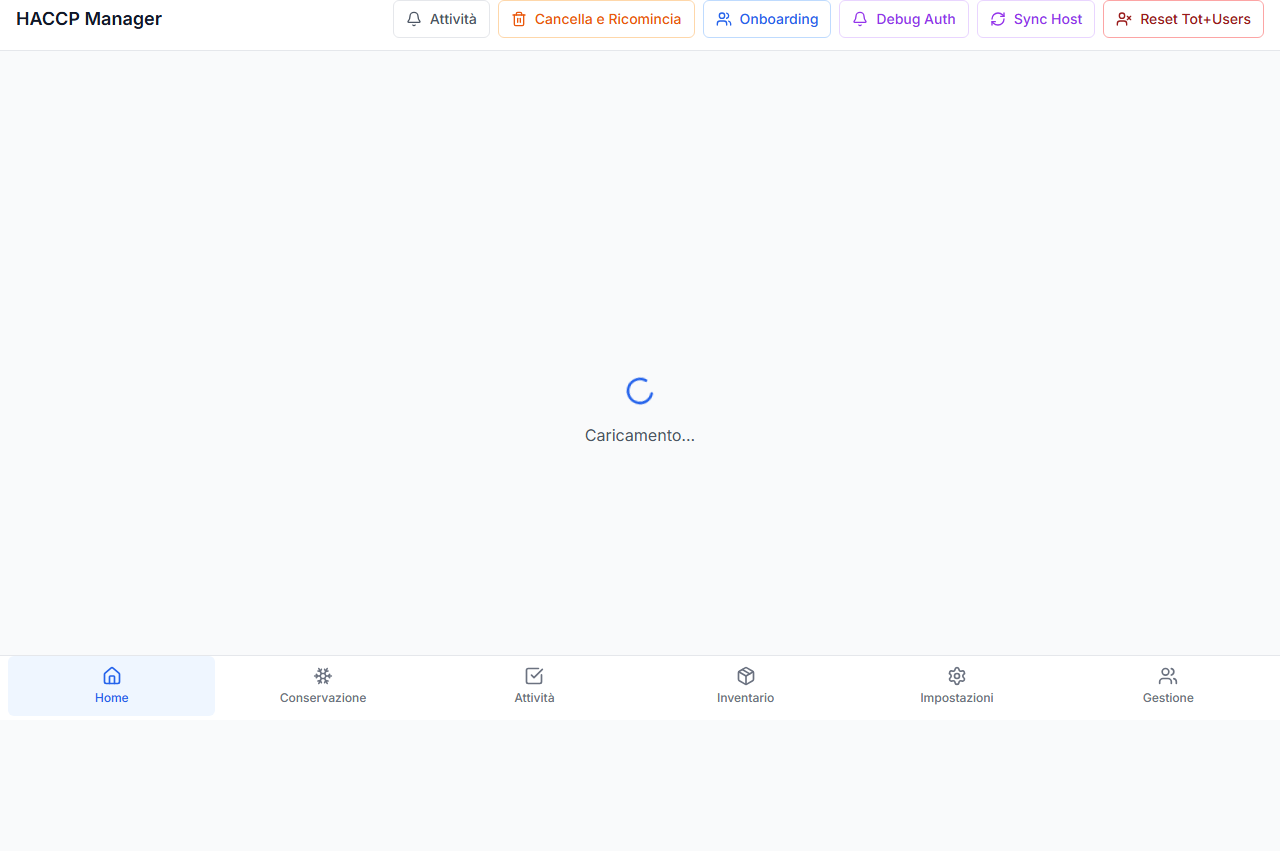 HACCP Manager
Attività
Cancella e Ricomincia
Onboarding
Debug Auth
Sync Host
Reset Tot+Users
Caricamento...
Home
Conservazione
Attività
Inventario
Impostazioni
Gestione